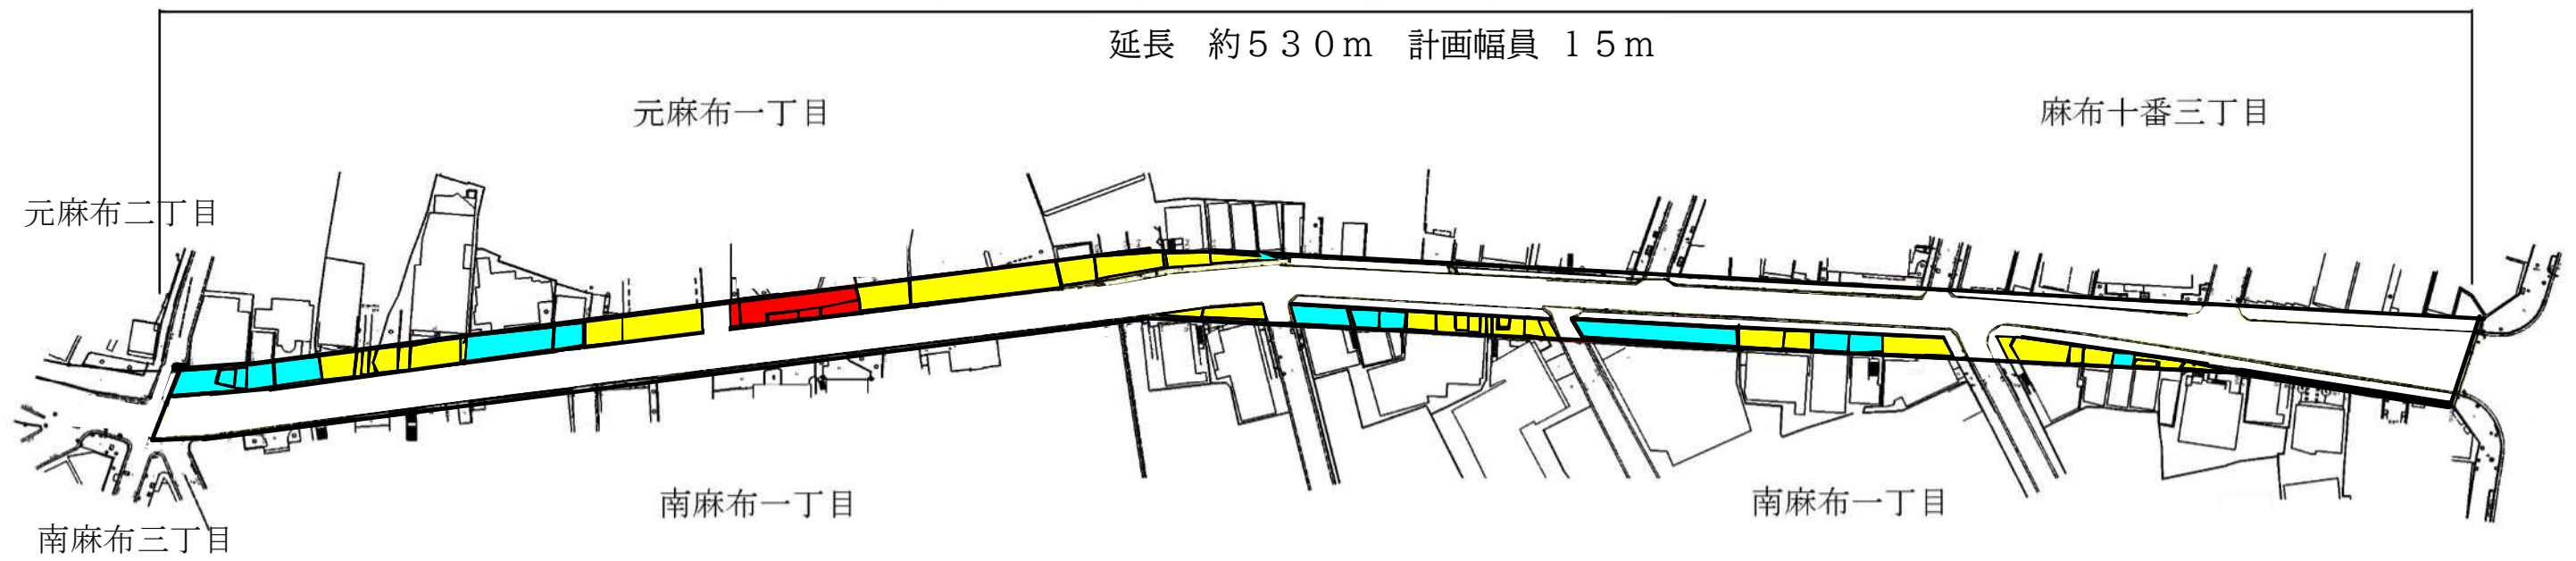 延長　約５３０ｍ　計画幅員　１５ｍ
元麻布一丁目
麻布十番三丁目
元麻布二丁目
南麻布一丁目
南麻布一丁目
南麻布三丁目